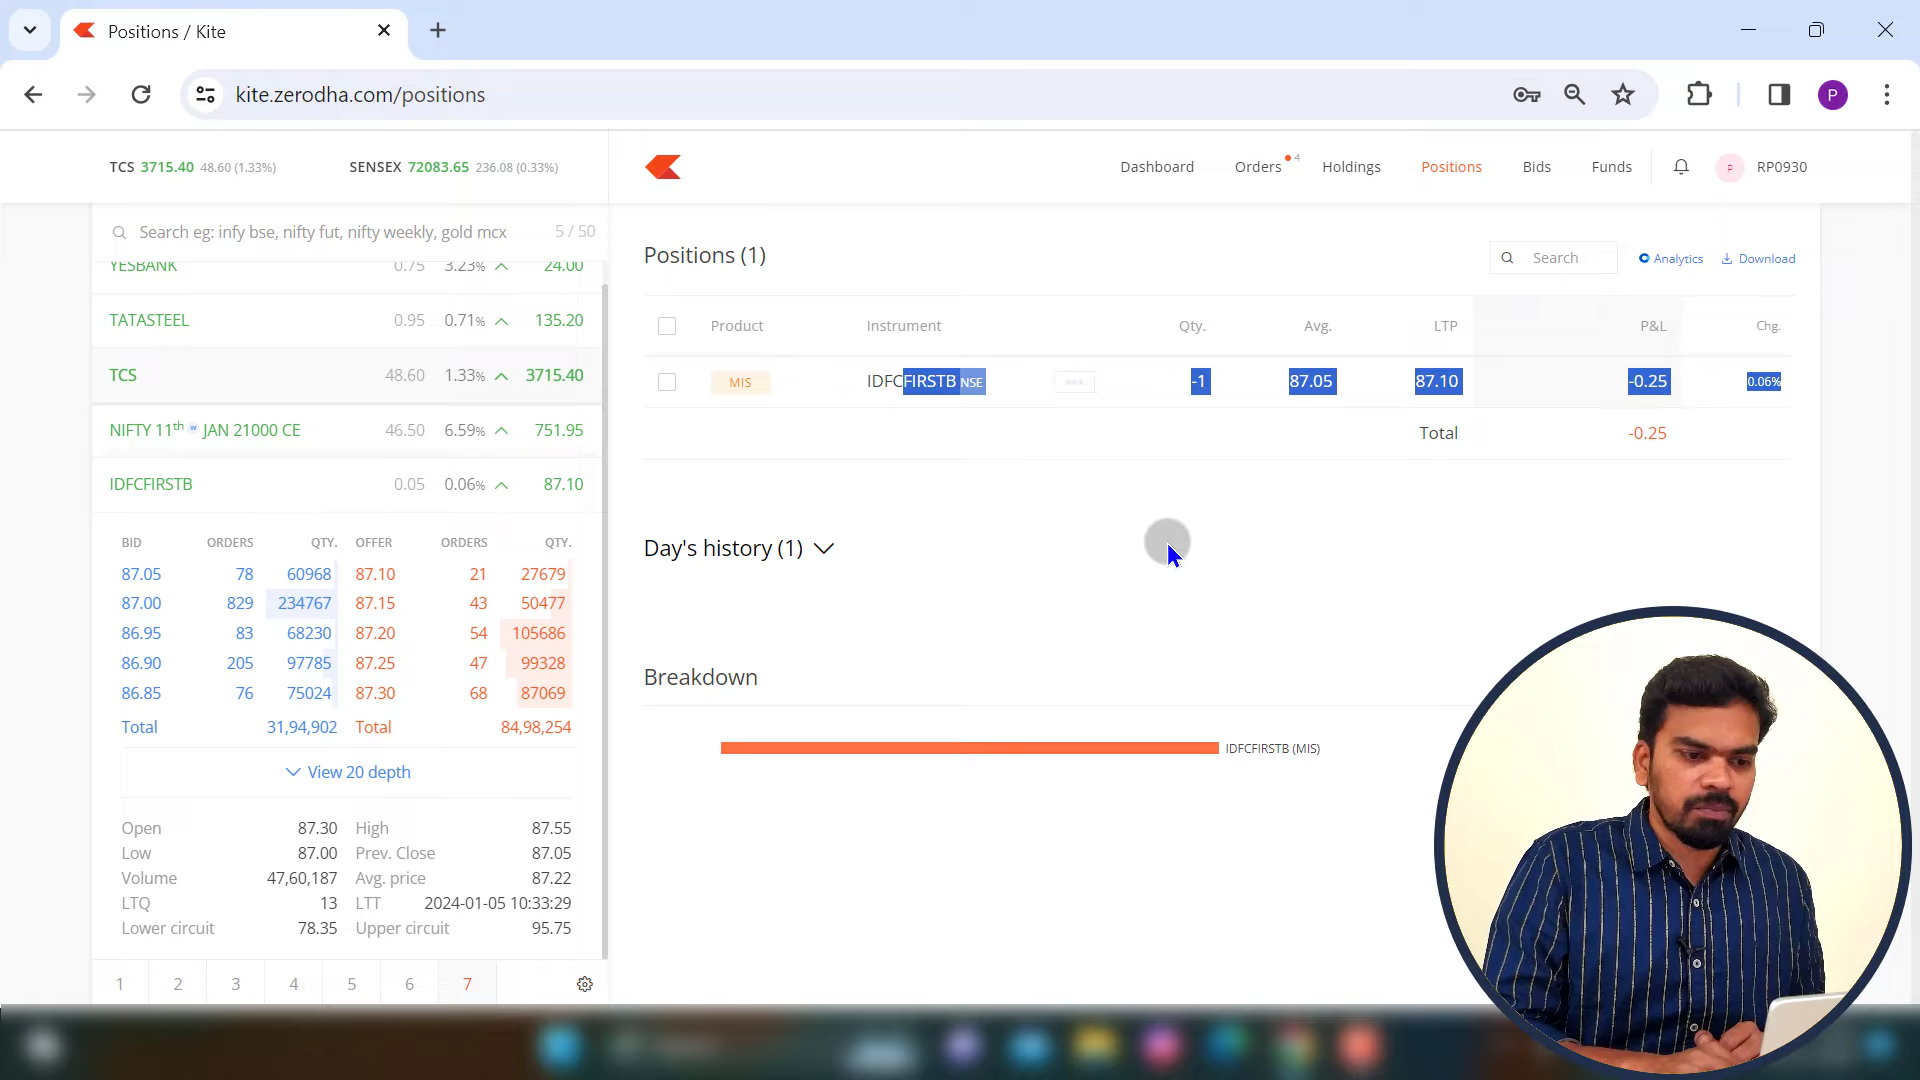 Positions / Kite
kite.zerodha.com/positions
P
TCS 3715.40 48.60 (1.33%) SENSEX 72083.65 236.08 (0.33%)
Dashboard Orders 4 Holdings Positions Bids Funds P RP0930
Search eg: infy bse, nifty fut, nifty weekly, gold mcx 5 / 50
YESBANK 0.75 3.23% 24.00
TATASTEEL 0.95 0.71% 135.20
TCS 48.60 1.33% 3715.40
NIFTY 11th w JAN 21000 CE 46.50 6.59% 751.95
IDFCFIRSTB 0.05 0.06% 87.10
BID ORDERS QTY. OFFER ORDERS QTY.
87.05 78 60968 87.10 21 27679
87.00 829 234767 87.15 43 50477
86.95 83 68230 87.20 54 105686
86.90 205 97785 87.25 47 99328
86.85 76 75024 87.30 68 87069
Total 31,94,902 Total 84,98,254
View 20 depth
Open 87.30 High 87.55
Low 87.00 Prev. Close 87.05
Volume 47,60,187 Avg. price 87.22
LTQ 13 LTT 2024-01-05 10:33:29
Lower circuit 78.35 Upper circuit 95.75
1 2 3 4 5 6 7
Positions (1)
Search Analytics Download
Product Instrument Qty. Avg. LTP P&L Chg.
MIS IDFCFIRSTB NSE -1 87.05 87.10 -0.25 0.06%
Total -0.25
Day's history (1)
Breakdown
IDFCFIRSTB (MIS)